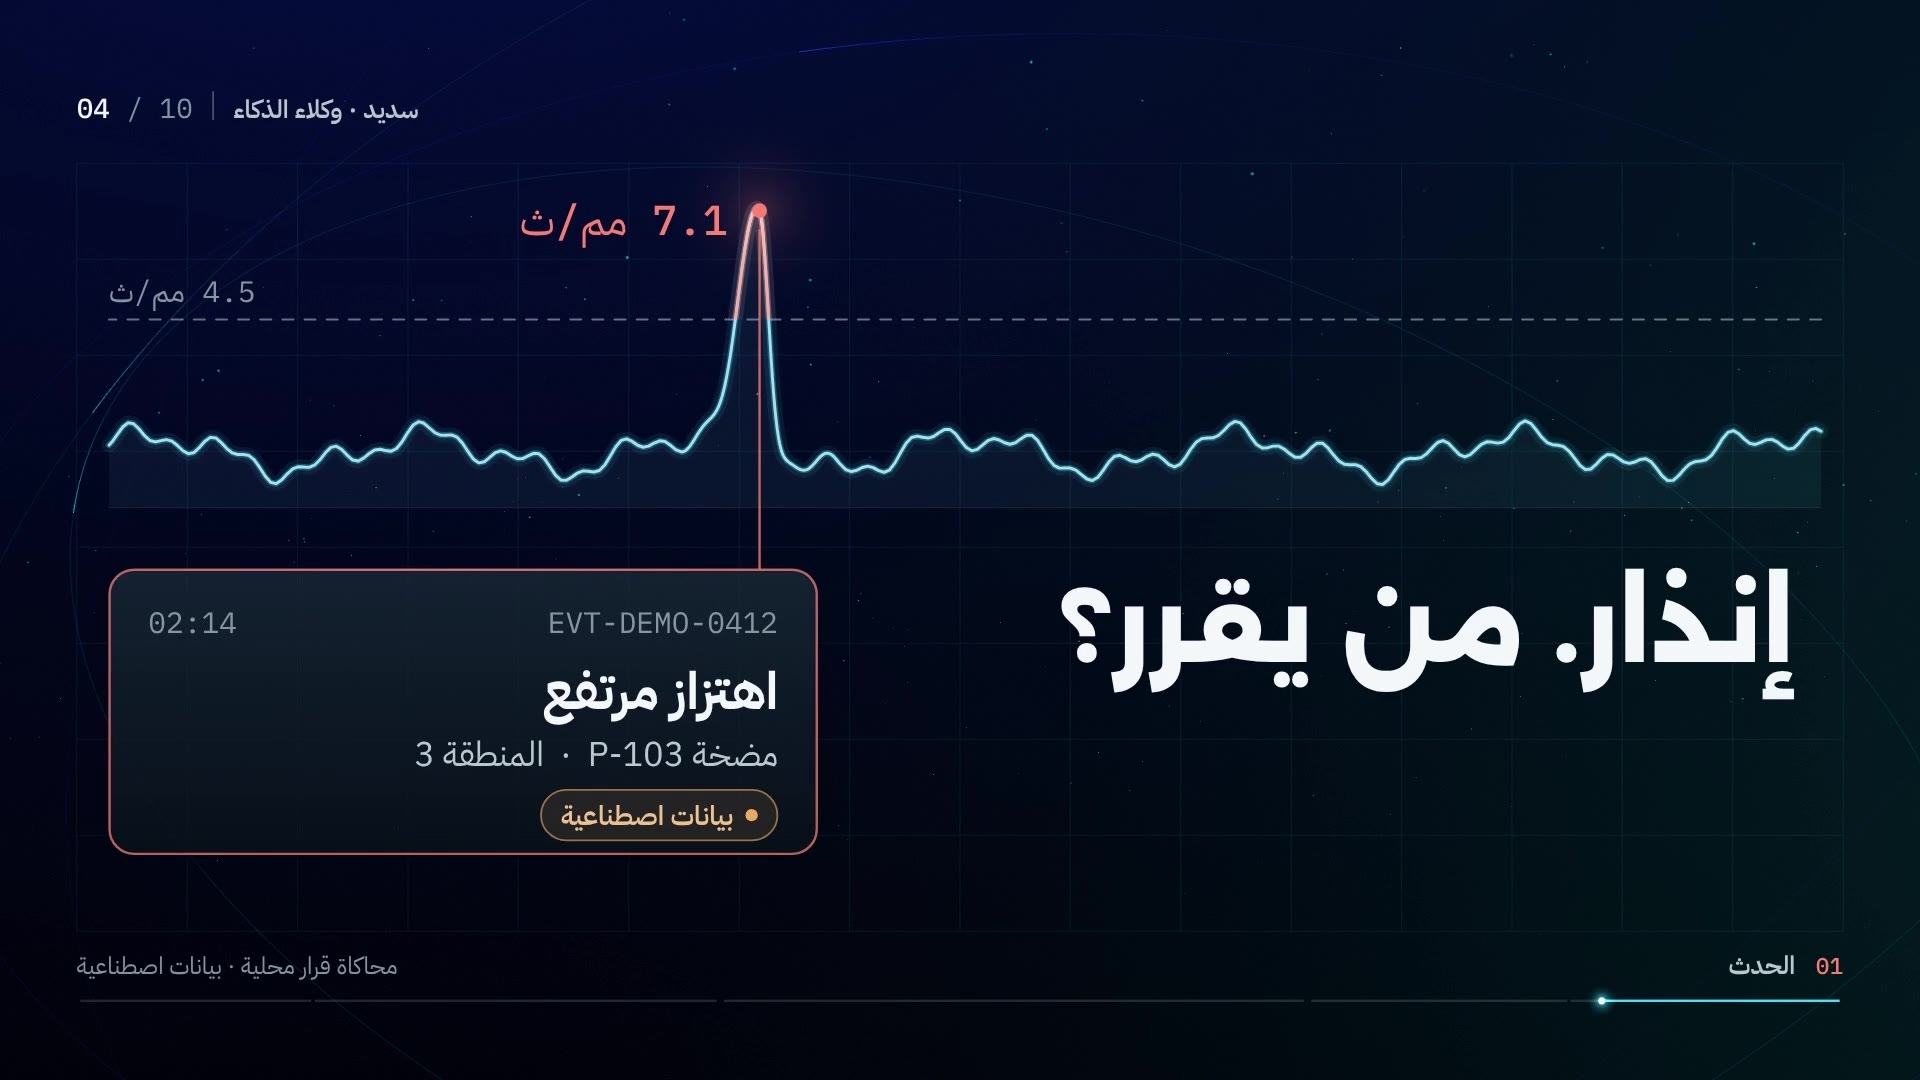 04 / 10 | سديد · وكلاء الذكاء
7.1 مم/ث
4.5 مم/ث
إنذار. من يقرر؟
EVT-DEMO-0412 02:14
اهتزاز مرتفع
مضخة P-103 · المنطقة 3
بيانات اصطناعية
01 الحدث
محاكاة قرار محلية · بيانات اصطناعية